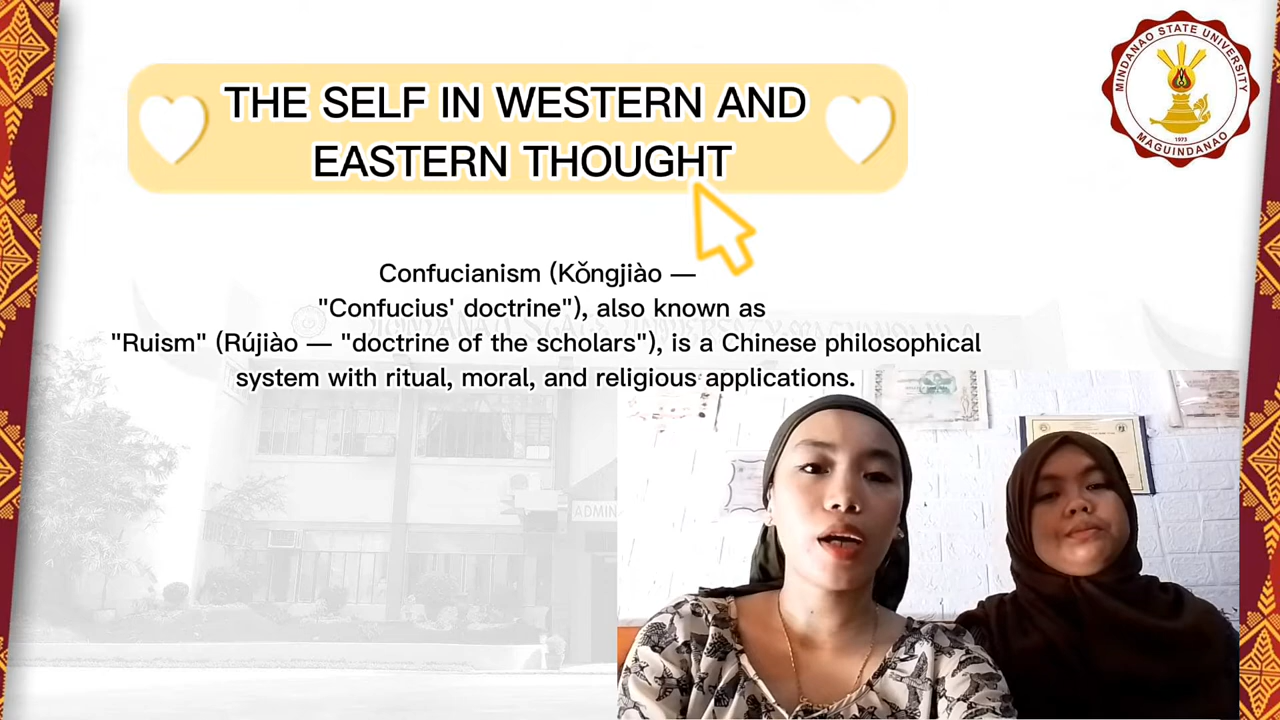 THE SELF IN WESTERN AND
EASTERN THOUGHT
MINDANAO STATE UNIVERSITY
1973
MAGUINDANAO
Confucianism (Kǒngjiào —
"Confucius' doctrine"), also known as
"Ruism" (Rújiào — "doctrine of the scholars"), is a Chinese philosophical
system with ritual, moral, and religious applications.
ADMIN